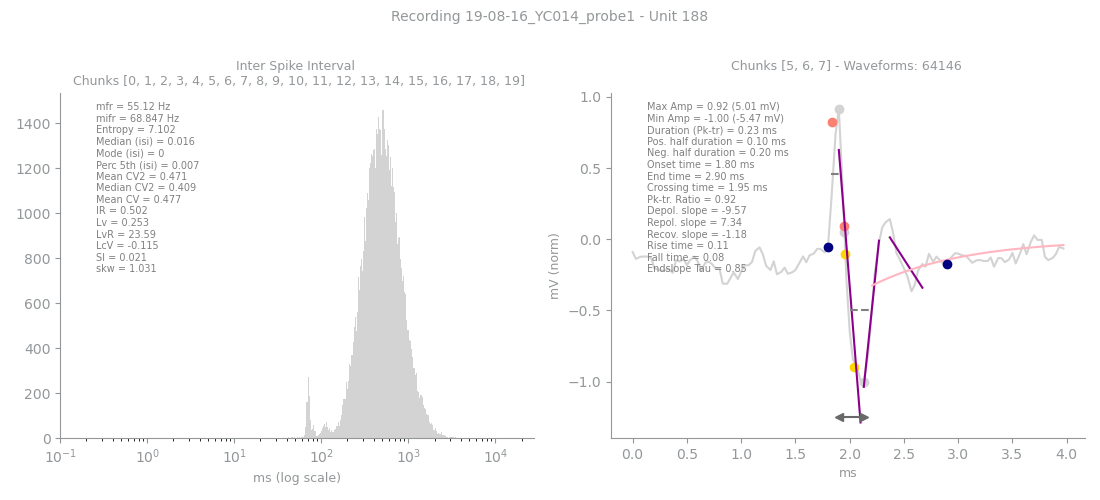 Recording 19-08-16_YC014_probe1 - Unit 188
Inter Spike Interval
Chunks [0, 1, 2, 3, 4, 5, 6, 7, 8, 9, 10, 11, 12, 13, 14, 15, 16, 17, 18, 19]
mfr = 55.12 Hz
mifr = 68.847 Hz
Entropy = 7.102
Median (isi) = 0.016
Mode (isi) = 0
Perc 5th (isi) = 0.007
Mean CV2 = 0.471
Median CV2 = 0.409
Mean CV = 0.477
IR = 0.502
Lv = 0.253
LvR = 23.59
LcV = -0.115
SI = 0.021
skw = 1.031
1400
1200
1000
800
600
400
200
0
10⁻¹ 10⁰ 10¹ 10² 10³ 10⁴
ms (log scale)
Chunks [5, 6, 7] - Waveforms: 64146
Max Amp = 0.92 (5.01 mV)
Min Amp = -1.00 (-5.47 mV)
Duration (Pk-tr) = 0.23 ms
Pos. half duration = 0.10 ms
Neg. half duration = 0.20 ms
Onset time = 1.80 ms
End time = 2.90 ms
Crossing time = 1.95 ms
Pk-tr. Ratio = 0.92
Depol. slope = -9.57
Repol. slope = 7.34
Recov. slope = -1.18
Rise time = 0.11
Fall time = 0.08
End slope Tau = 0.85
1.0
0.5
0.0
−0.5
−1.0
mV (norm)
0.0 0.5 1.0 1.5 2.0 2.5 3.0 3.5 4.0
ms